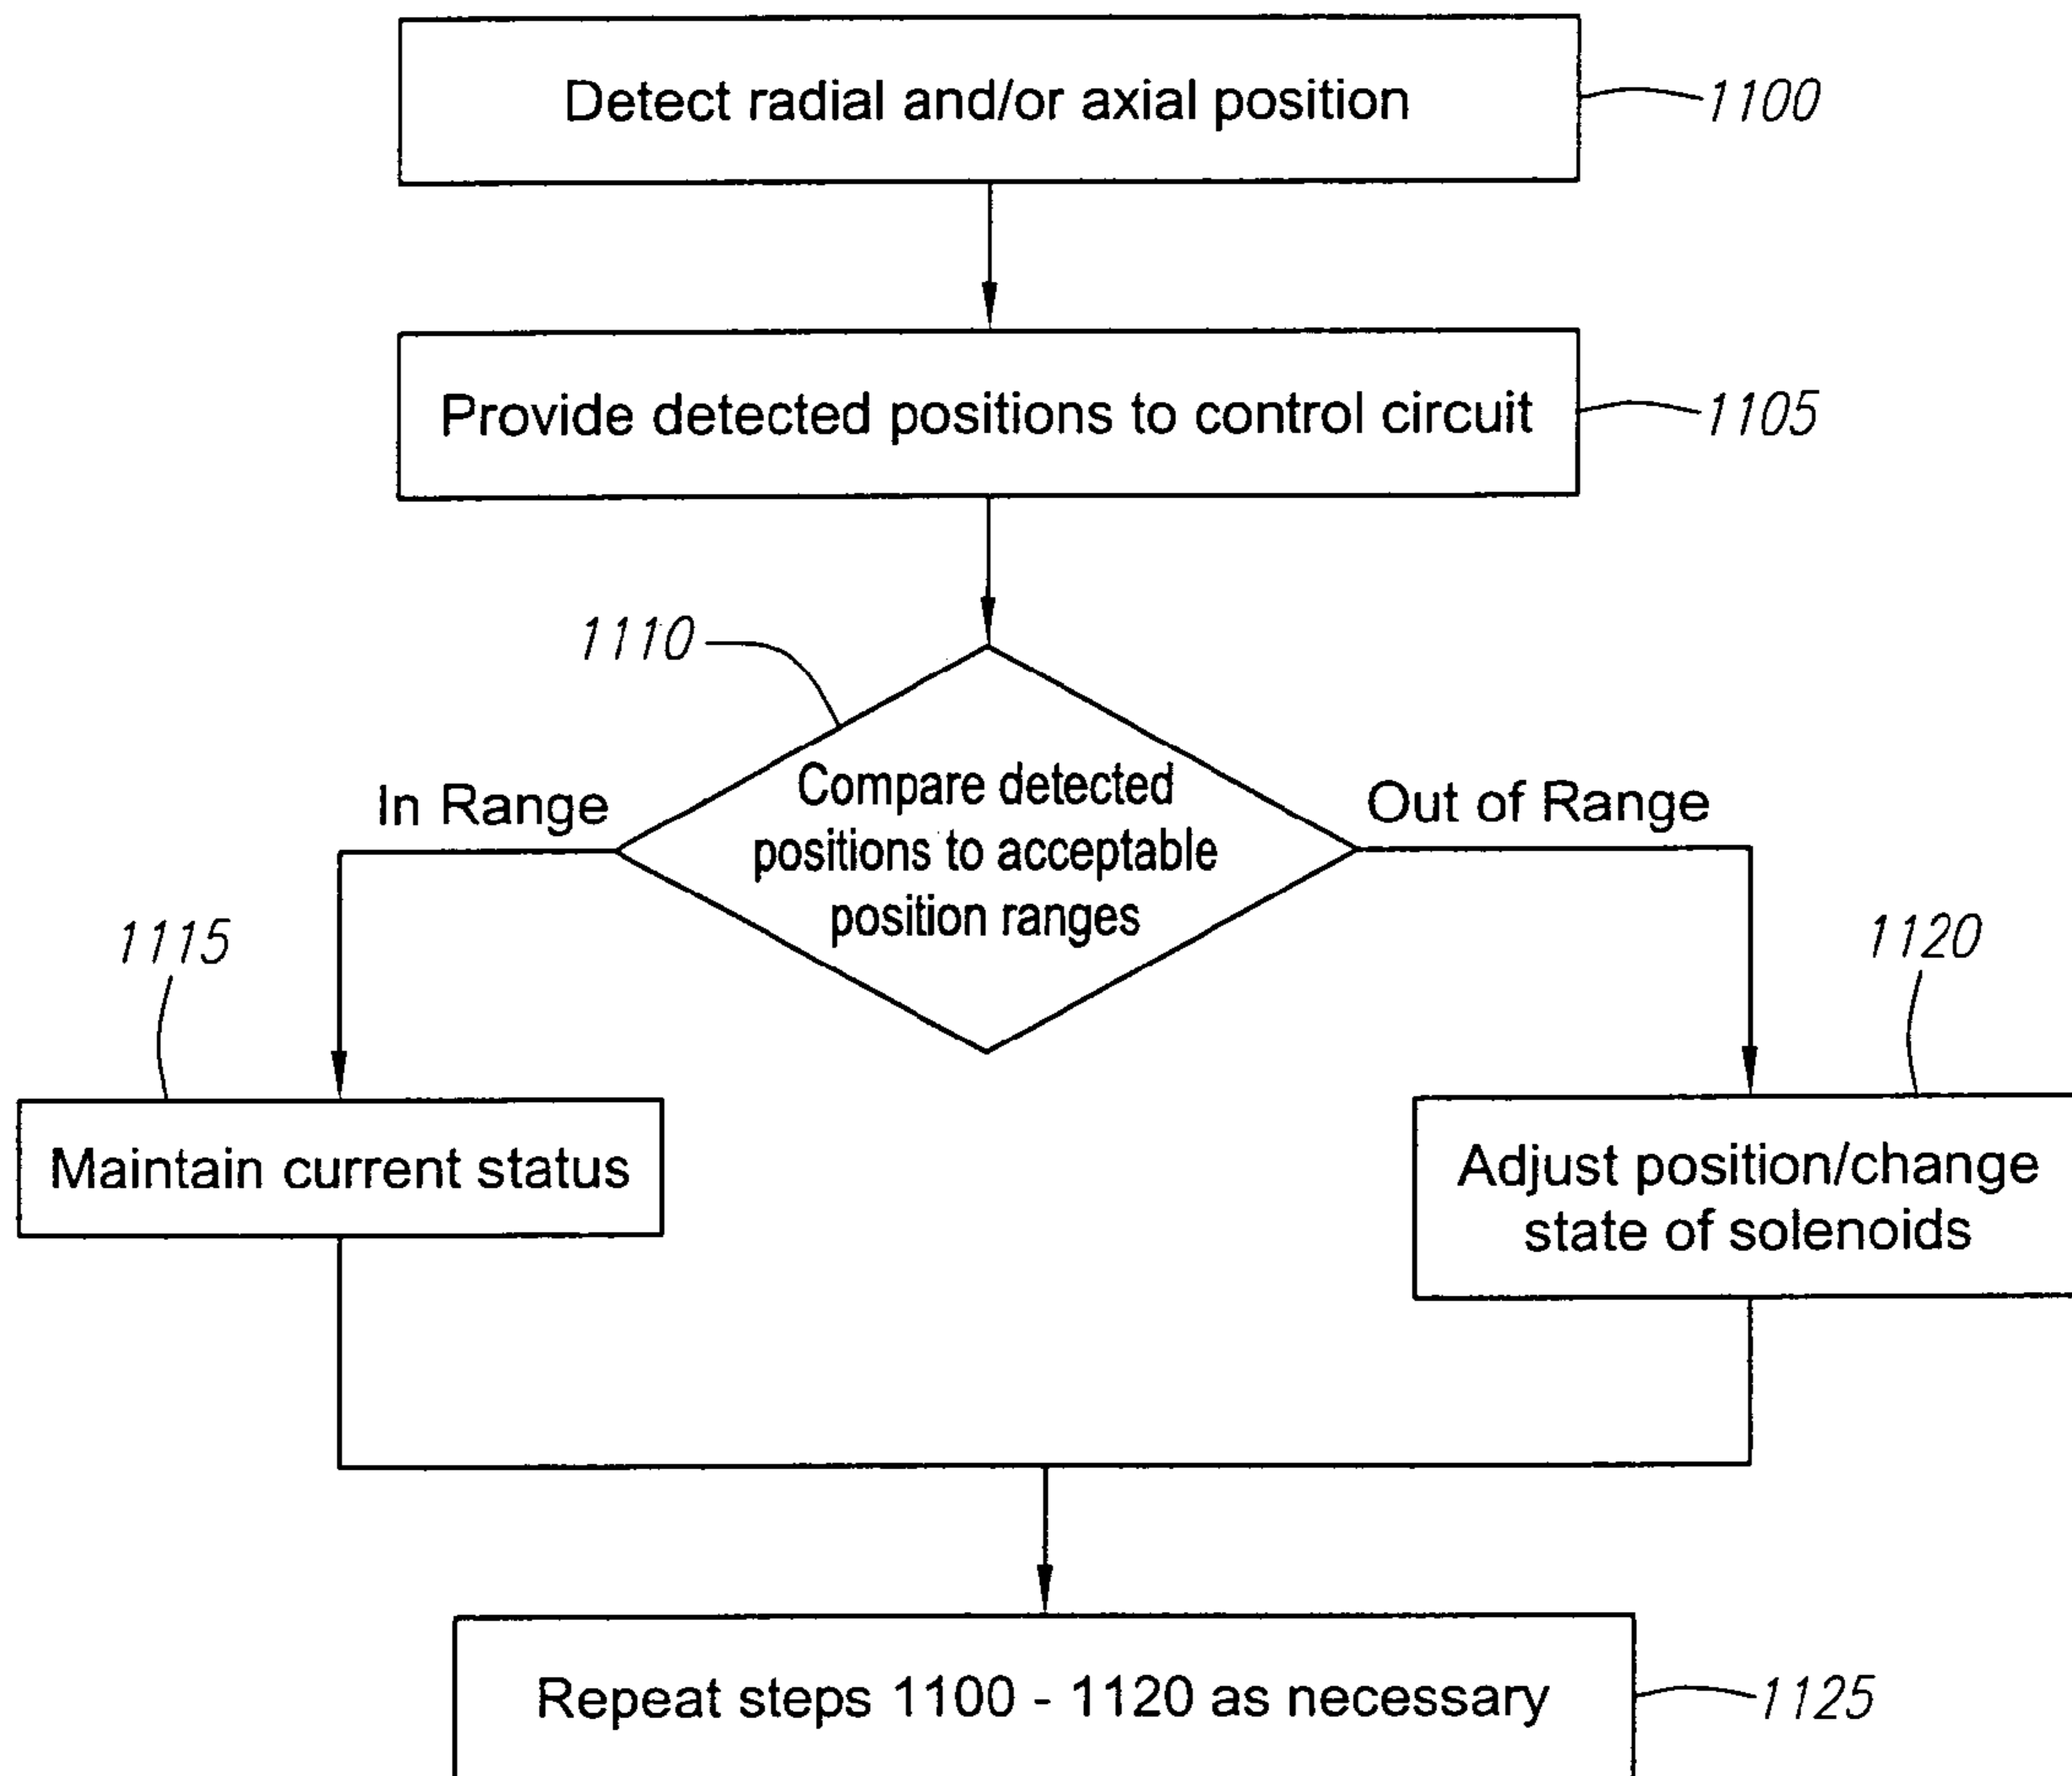 Detect radial and/or axial position
1100
Provide detected positions to control circuit
1105
1110
Compare detected
positions to acceptable
position ranges
In Range
Out of Range
1115
1120
Maintain current status
Adjust position/change
state of solenoids
Repeat steps 1100 - 1120 as necessary
1125